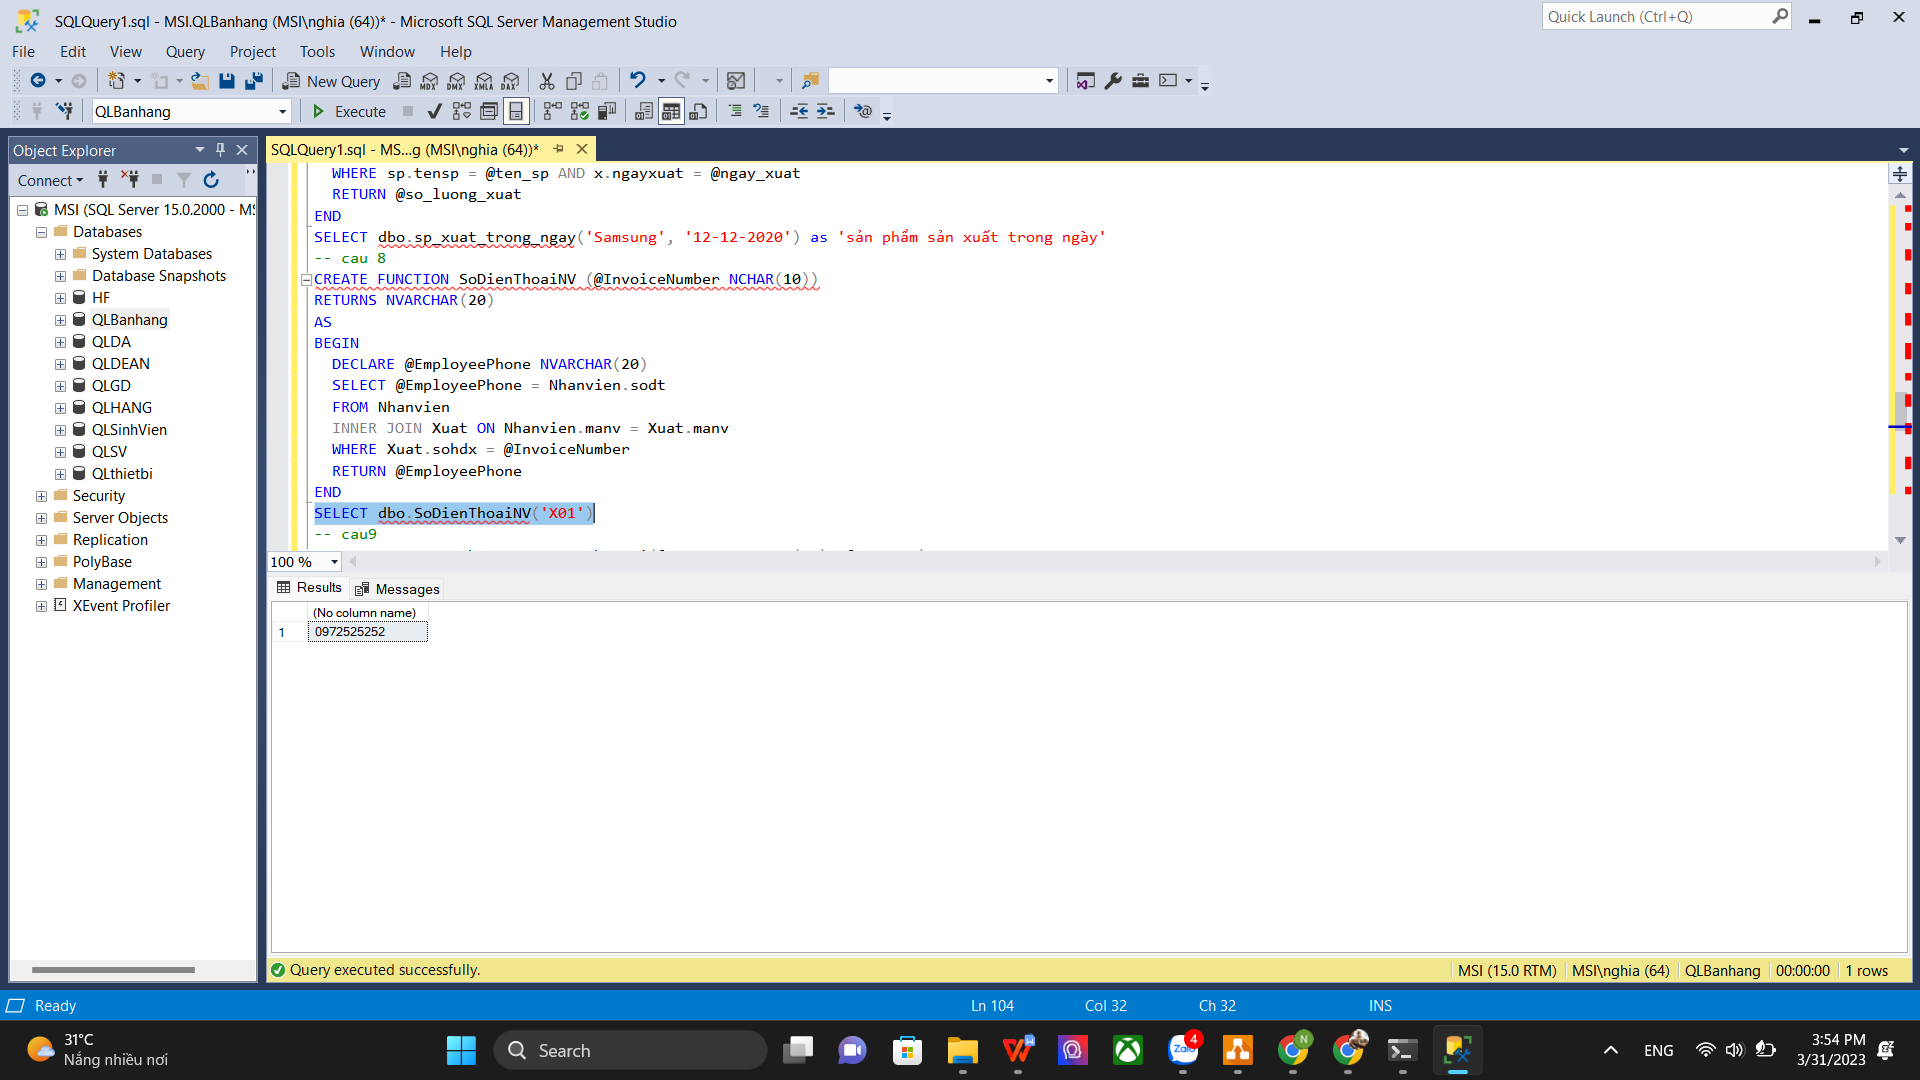 SQLQuery1.sql - MSI.QLBanhang (MSI\nghia (64))* - Microsoft SQL Server Management Studio
Quick Launch (Ctrl+Q)
File Edit View Query Project Tools Window Help
New Query MDX DMX XMLA DAX
QLBanhang Execute
Object Explorer
SQLQuery1.sql - MS...g (MSI\nghia (64))*
Connect
MSI (SQL Server 15.0.2000 - MS
Databases
System Databases
Database Snapshots
HF
QLBanhang
QLDA
QLDEAN
QLGD
QLHANG
QLSinhVien
QLSV
QLthietbi
Security
Server Objects
Replication
PolyBase
Management
XEvent Profiler
WHERE sp.tensp = @ten_sp AND x.ngayxuat = @ngay_xuat
RETURN @so_luong_xuat
END
SELECT dbo.sp_xuat_trong_ngay('Samsung', '12-12-2020') as 'sản phẩm sản xuất trong ngày'
-- cau 8
CREATE FUNCTION SoDienThoaiNV (@InvoiceNumber NCHAR(10))
RETURNS NVARCHAR(20)
AS
BEGIN
DECLARE @EmployeePhone NVARCHAR(20)
SELECT @EmployeePhone = Nhanvien.sodt
FROM Nhanvien
INNER JOIN Xuat ON Nhanvien.manv = Xuat.manv
WHERE Xuat.sohdx = @InvoiceNumber
RETURN @EmployeePhone
END
SELECT dbo.SoDienThoaiNV('X01')
-- cau9
100 %
Results Messages
(No column name)
1 0972525252
Query executed successfully.
MSI (15.0 RTM) MSI\nghia (64) QLBanhang 00:00:00 1 rows
Ready Ln 104 Col 32 Ch 32 INS
31°C
Nắng nhiều nơi
Search
Zalo 4
N
ENG
3:54 PM
3/31/2023